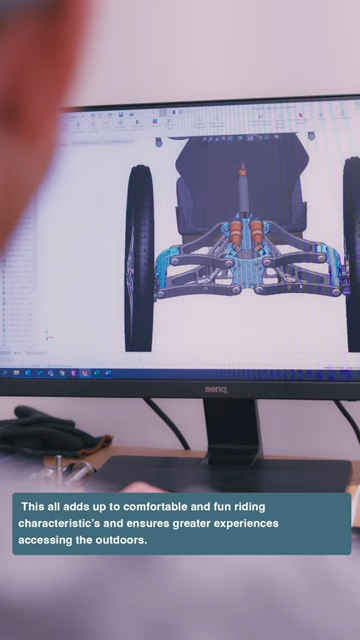 BenQ
This all adds up to comfortable and fun riding
characteristic's and ensures greater experiences
accessing the outdoors.